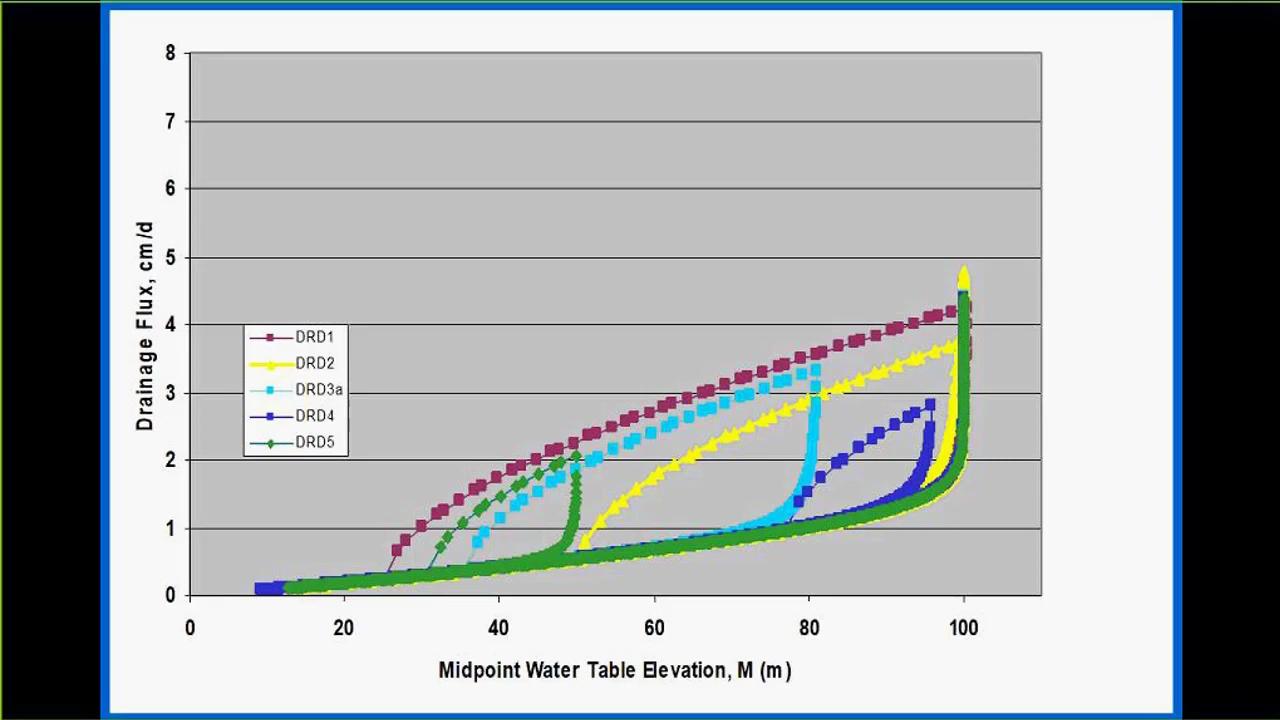 8
7
6
5
4
3
2
1
0
Drainage Flux, cm/d
DRD1
DRD2
DRD3a
DRD4
DRD5
0 20 40 60 80 100
Midpoint Water Table Elevation, M (m)